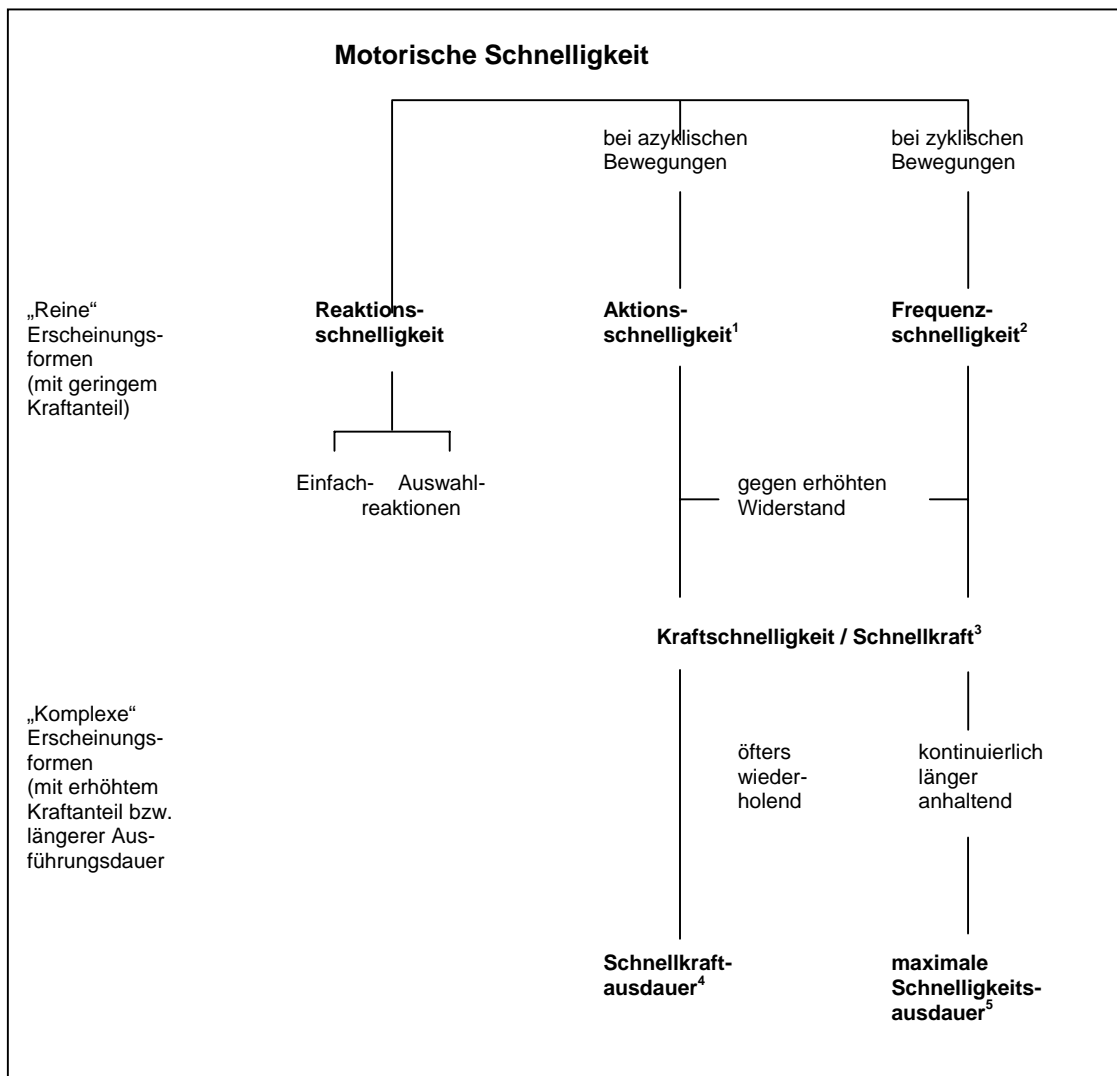 Motorische Schnelligkeit
bei azyklischen
Bewegungen
bei zyklischen
Bewegungen
„Reine“
Erscheinungs-
formen
(mit geringem
Kraftanteil)
Reaktions-
schnelligkeit
Aktions-
schnelligkeit¹
Frequenz-
schnelligkeit²
Einfach- Auswahl-
reaktionen
gegen erhöhten
Widerstand
Kraftschnelligkeit / Schnellkraft³
„Komplexe“
Erscheinungs-
formen
(mit erhöhtem
Kraftanteil bzw.
längerer Aus-
führungsdauer
öfters
wieder-
holend
kontinuierlich
länger
anhaltend
Schnellkraft-
ausdauer⁴
maximale
Schnelligkeits-
ausdauer⁵